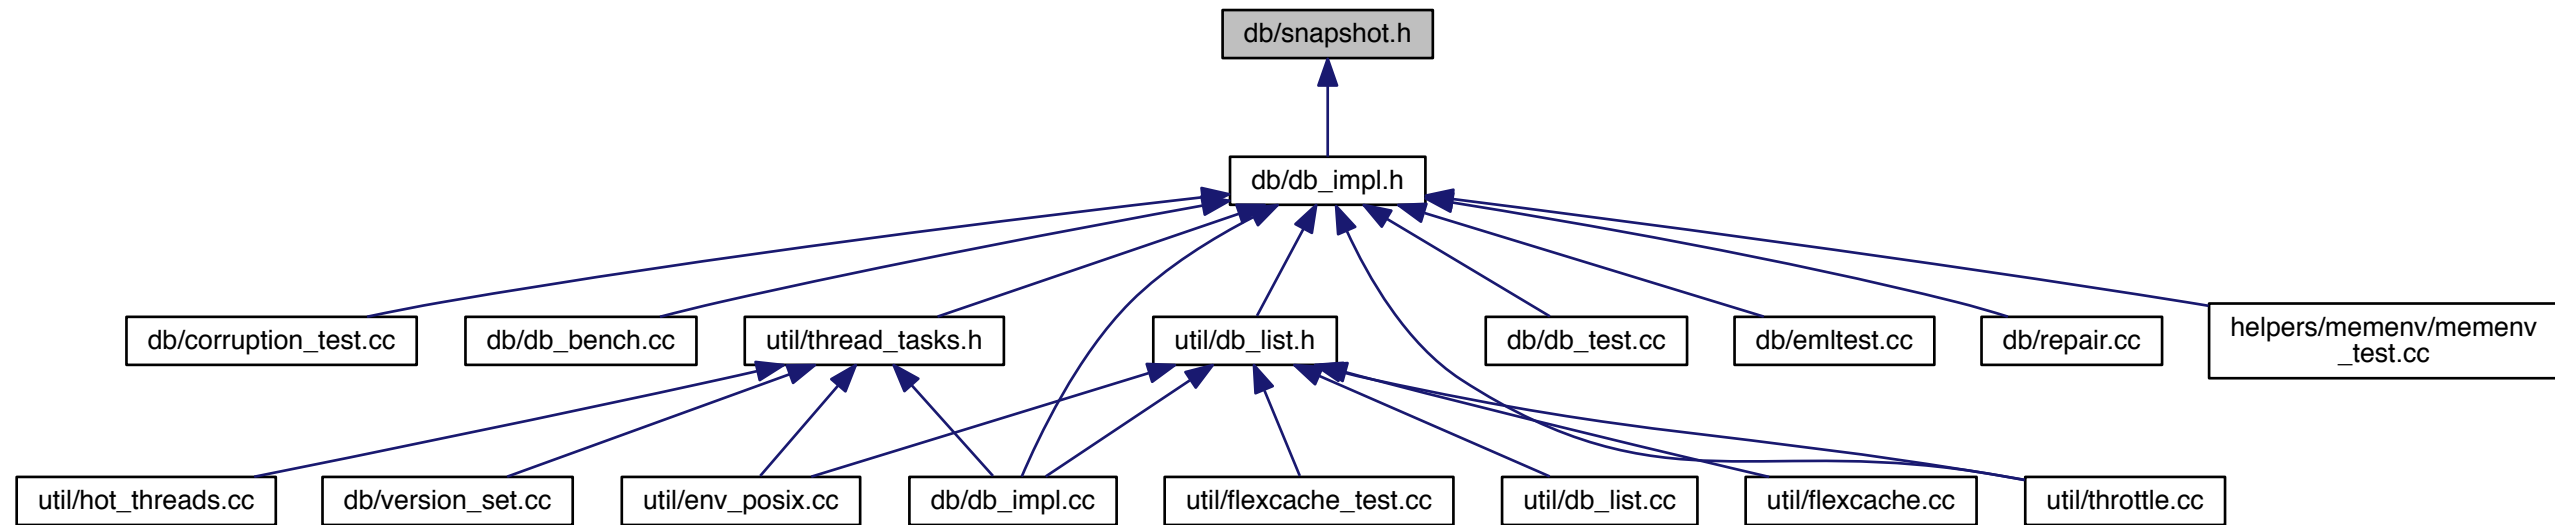 db/snapshot.h
db/db_impl.h
db/corruption_test.cc
db/db_bench.cc
util/thread_tasks.h
util/db_list.h
db/db_test.cc
db/emltest.cc
db/repair.cc
helpers/memenv/memenv
_test.cc
util/hot_threads.cc
db/version_set.cc
util/env_posix.cc
db/db_impl.cc
util/flexcache_test.cc
util/db_list.cc
util/flexcache.cc
util/throttle.cc